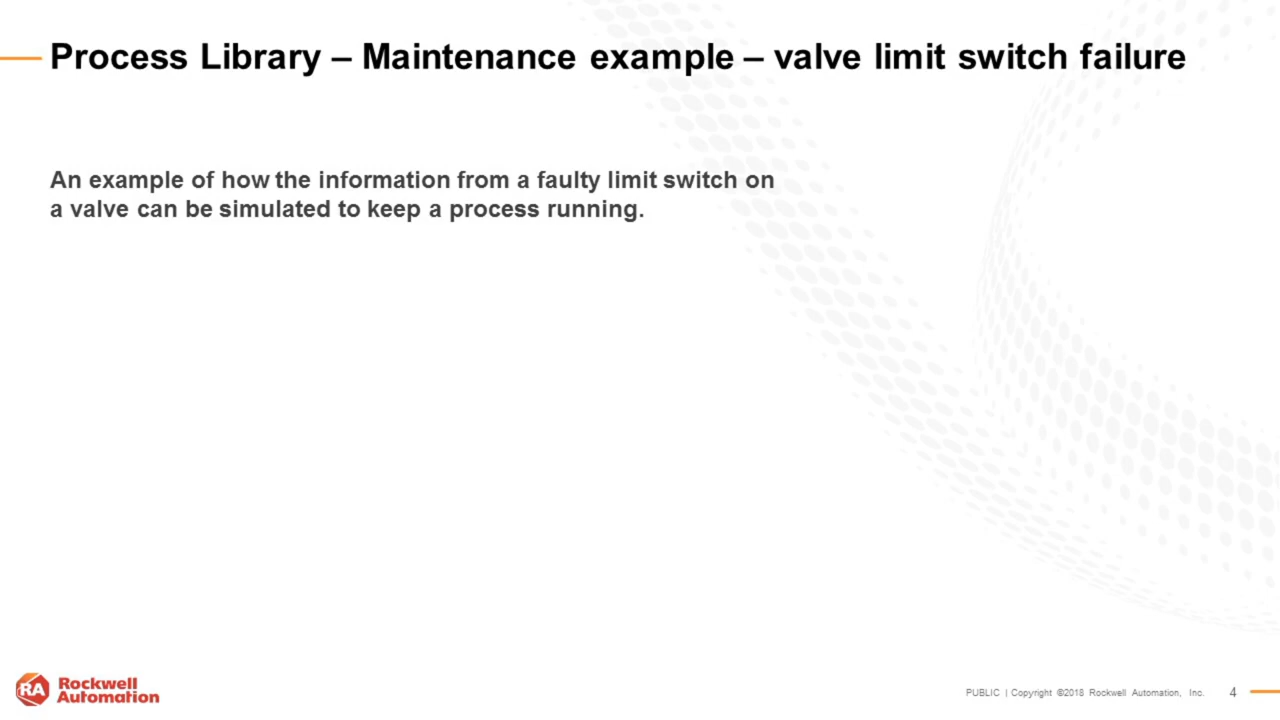 Process Library – Maintenance example – valve limit switch failure
An example of how the information from a faulty limit switch on
a valve can be simulated to keep a process running.
RA
Rockwell
Automation
PUBLIC | Copyright ©2018 Rockwell Automation, Inc. 4